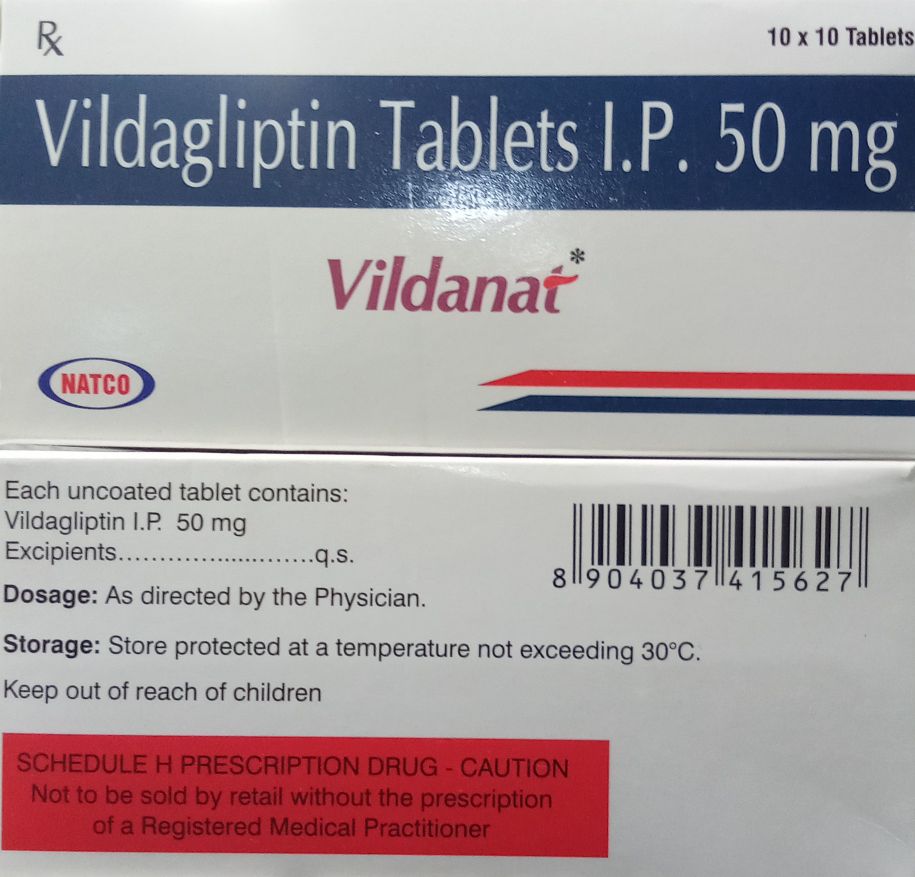 Rx
10 x 10 Tablets
Vildagliptin Tablets I.P. 50 mg
Vildanat*
NATCO
Each uncoated tablet contains:
Vildagliptin I.P. 50 mg
Excipients............................q.s.
Dosage: As directed by the Physician.
Storage: Store protected at a temperature not exceeding 30°C.
Keep out of reach of children
8 904037 415627
SCHEDULE H PRESCRIPTION DRUG - CAUTION
Not to be sold by retail without the prescription
of a Registered Medical Practitioner